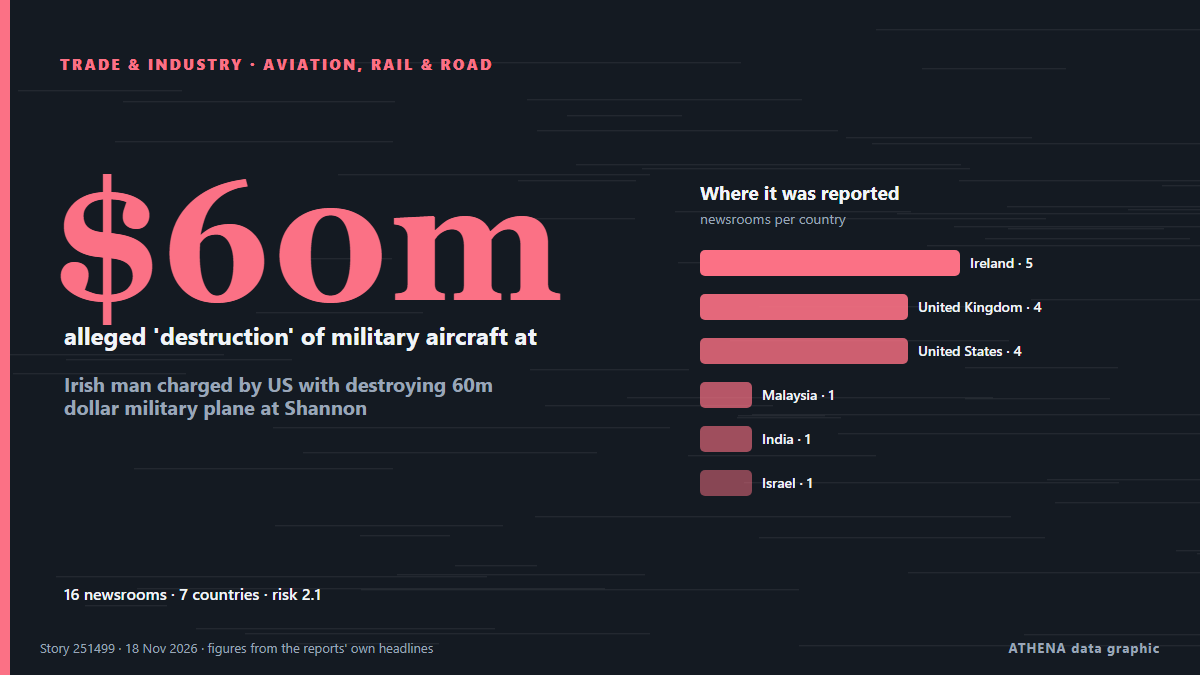 TRADE & INDUSTRY · AVIATION, RAIL & ROAD
$60m
alleged 'destruction' of military aircraft at
Irish man charged by US with destroying 60m
dollar military plane at Shannon
16 newsrooms · 7 countries · risk 2.1
Where it was reported
newsrooms per country
Ireland · 5
United Kingdom · 4
United States · 4
Malaysia · 1
India · 1
Israel · 1
Story 251499 · 18 Nov 2026 · figures from the reports' own headlines
ATHENA data graphic